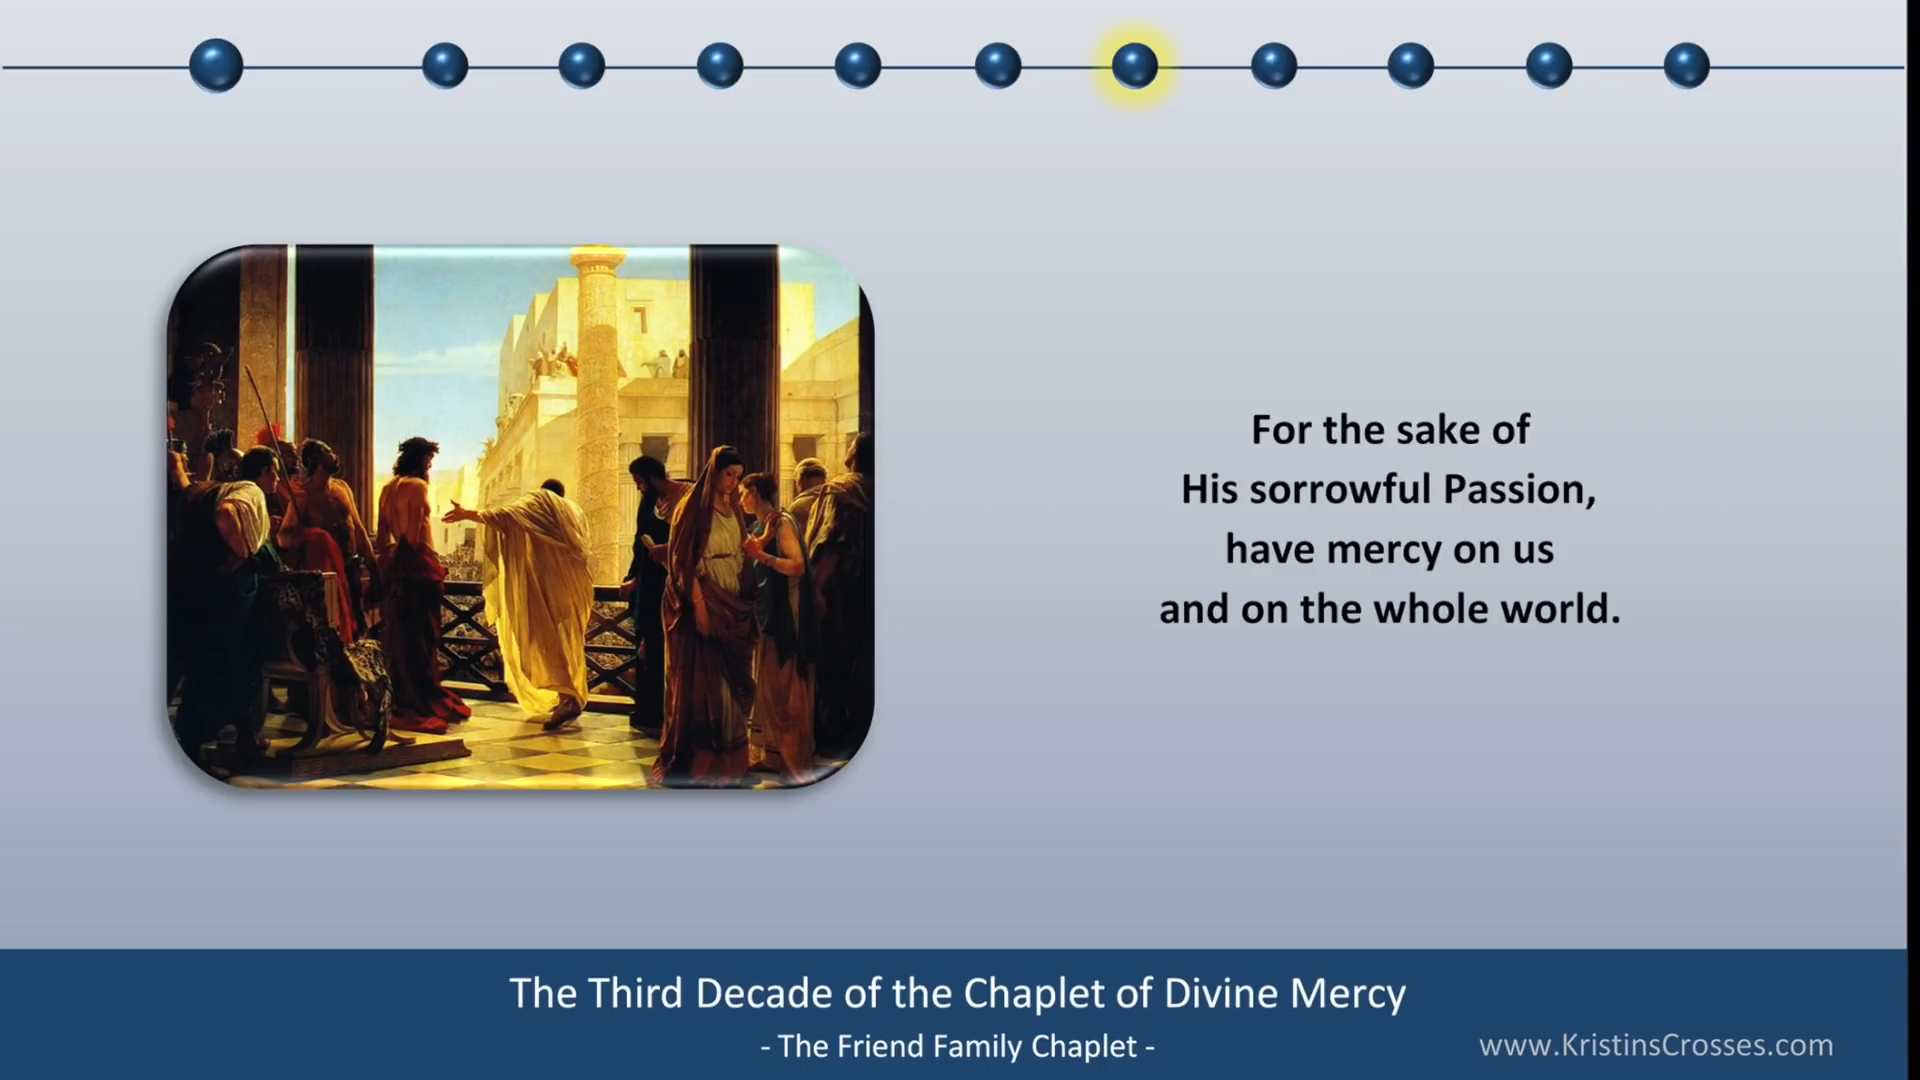 For the sake of
His sorrowful Passion,
have mercy on us
and on the whole world.
The Third Decade of the Chaplet of Divine Mercy
- The Friend Family Chaplet -
www.KristinsCrosses.com